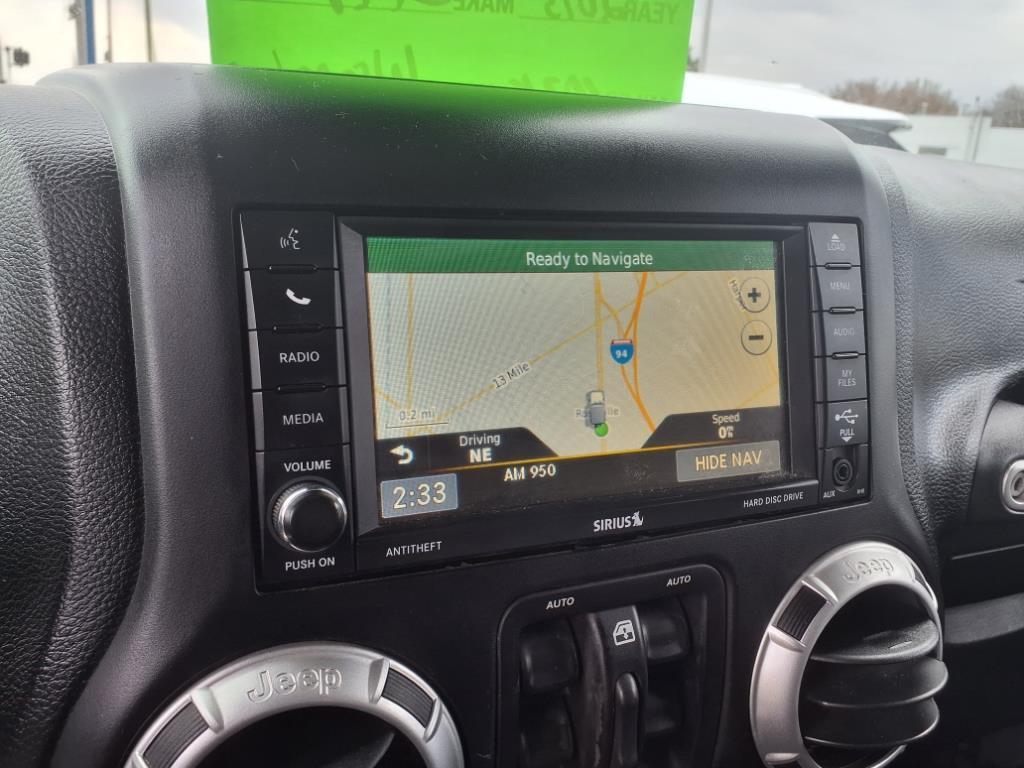 YEAR 2013 MAKE
Ready to Navigate
LOAD
MENU
RADIO
AUDIO
94
13 Mile
MY
FILES
MEDIA
0.2 mi
Speed
0
PULL
Driving
NE
HIDE NAV
VOLUME
AM 950
2:33
AUX
HARD DISC DRIVE
SIRIUS
ANTITHEFT
PUSH ON
AUTO
AUTO
Jeep
Jeep